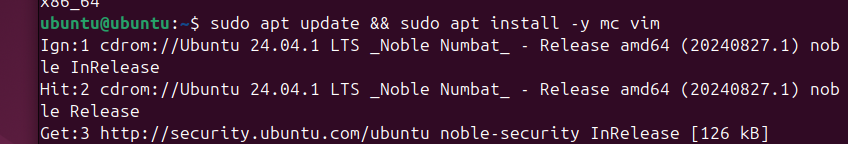 x86_64
ubuntu@ubuntu:~$ sudo apt update && sudo apt install -y mc vim
Ign:1 cdrom://Ubuntu 24.04.1 LTS _Noble Numbat_ - Release amd64 (20240827.1) nob
le InRelease
Hit:2 cdrom://Ubuntu 24.04.1 LTS _Noble Numbat_ - Release amd64 (20240827.1) nob
le Release
Get:3 http://security.ubuntu.com/ubuntu noble-security InRelease [126 kB]